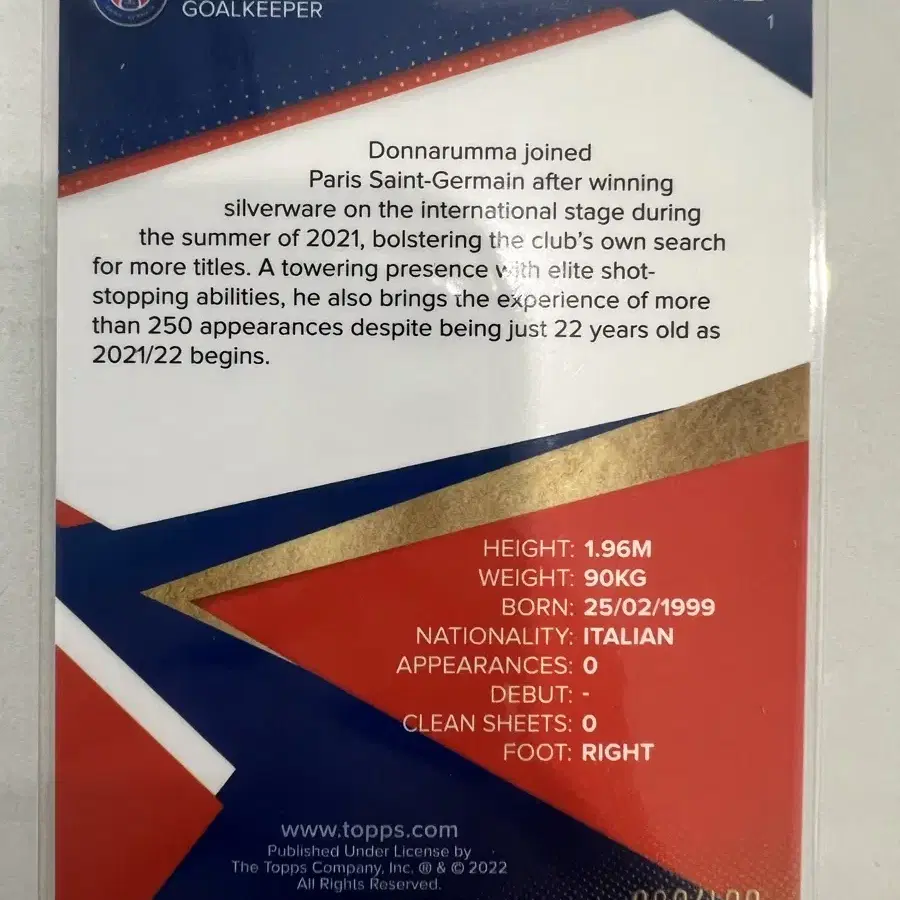 GOALKEEPER
1
Donnarumma joined
Paris Saint-Germain after winning
silverware on the international stage during
the summer of 2021, bolstering the club's own search
for more titles. A towering presence with elite shot-
stopping abilities, he also brings the experience of more
than 250 appearances despite being just 22 years old as
2021/22 begins.
HEIGHT: 1.96M
WEIGHT: 90KG
BORN: 25/02/1999
NATIONALITY: ITALIAN
APPEARANCES: 0
DEBUT: -
CLEAN SHEETS: 0
FOOT: RIGHT
www.topps.com
Published Under License by
The Topps Company, Inc. ® & © 2022
All Rights Reserved.